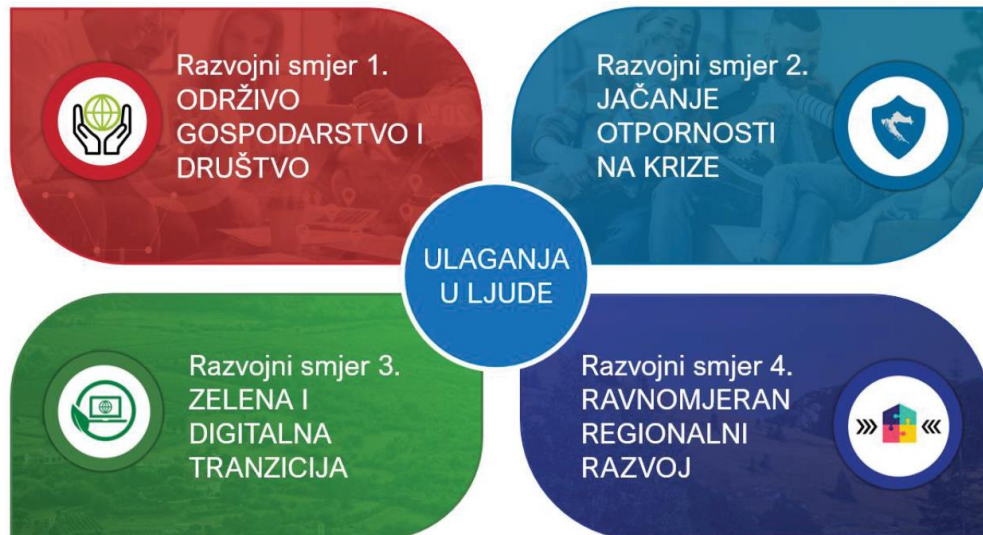 Razvojni smjer 1.
ODRŽIVO
GOSPODARSTVO I
DRUŠTVO
Razvojni smjer 2.
JAČANJE
OTPORNOSTI
NA KRIZE
ULAGANJA
U LJUDE
Razvojni smjer 3.
ZELENA I
DIGITALNA
TRANZICIJA
Razvojni smjer 4.
RAVNOMJERAN
REGIONALNI
RAZVOJ